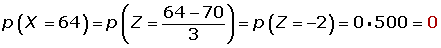 p(X = 64) = p(Z = (64 − 70)/3) = p(Z = −2) = 0•500 = 0